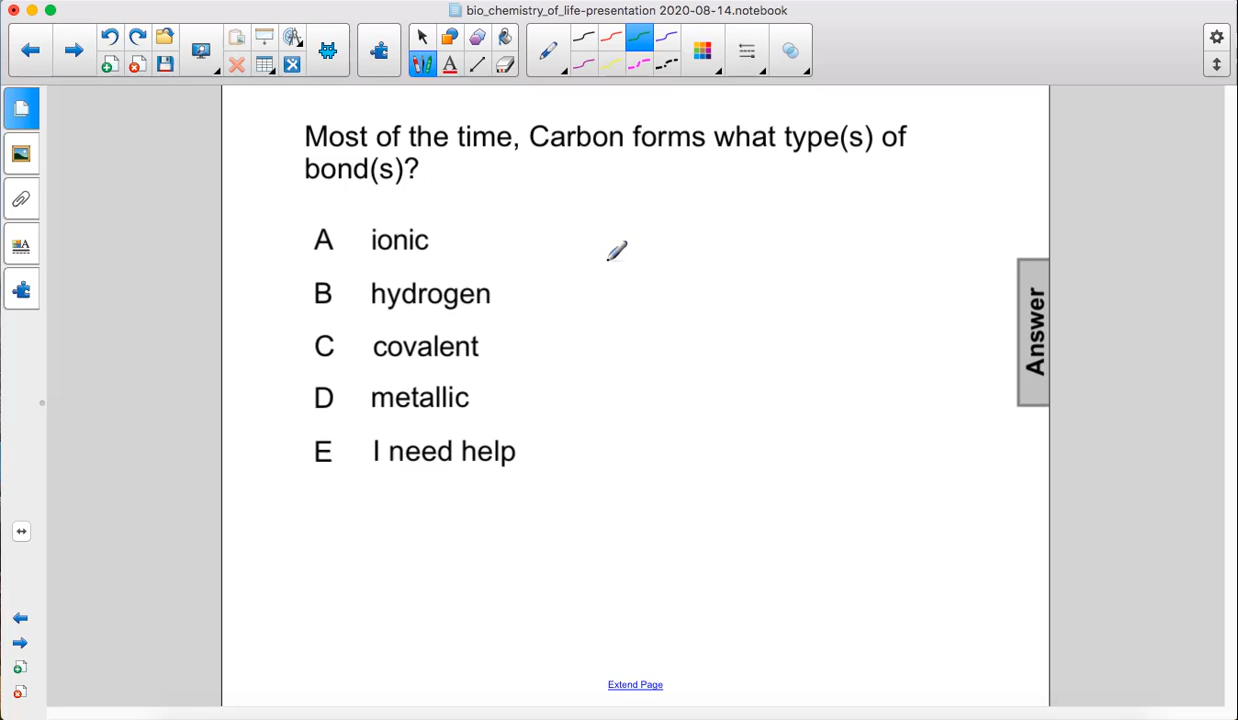 bio_chemistry_of_life-presentation 2020-08-14.notebook
Most of the time, Carbon forms what type(s) of
bond(s)?
A ionic
B hydrogen
C covalent
D metallic
E I need help
Answer
Extend Page